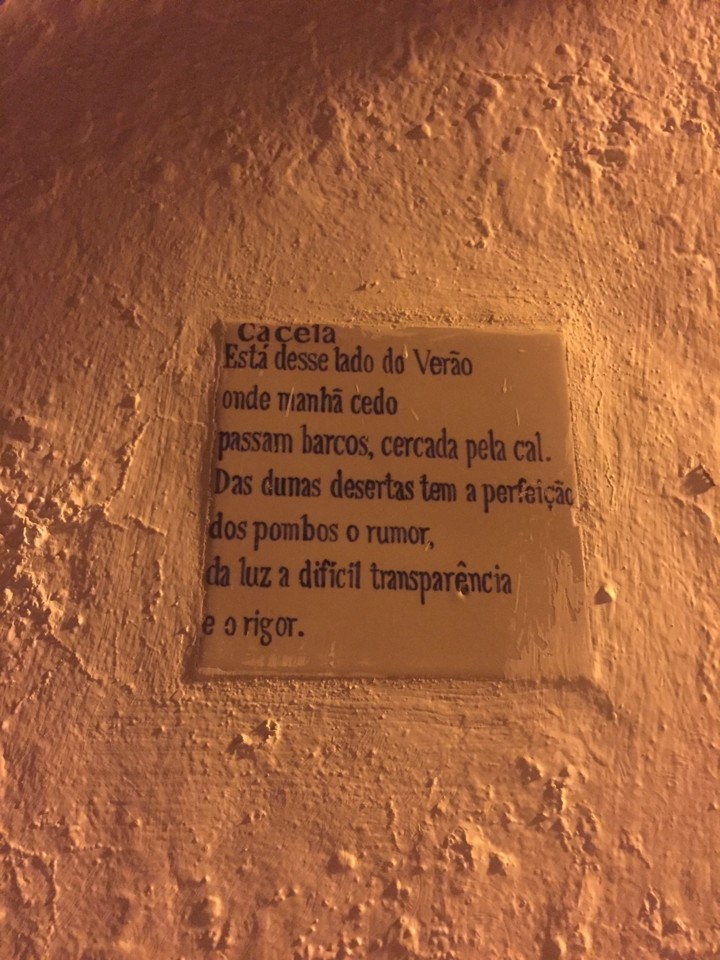 Cacela
Está desse lado do Verão
onde manhã cedo
passam barcos, cercada pela cal.
Das dunas desertas tem a perfeição
dos pombos o rumor,
da luz a difícil transparência
e o rigor.